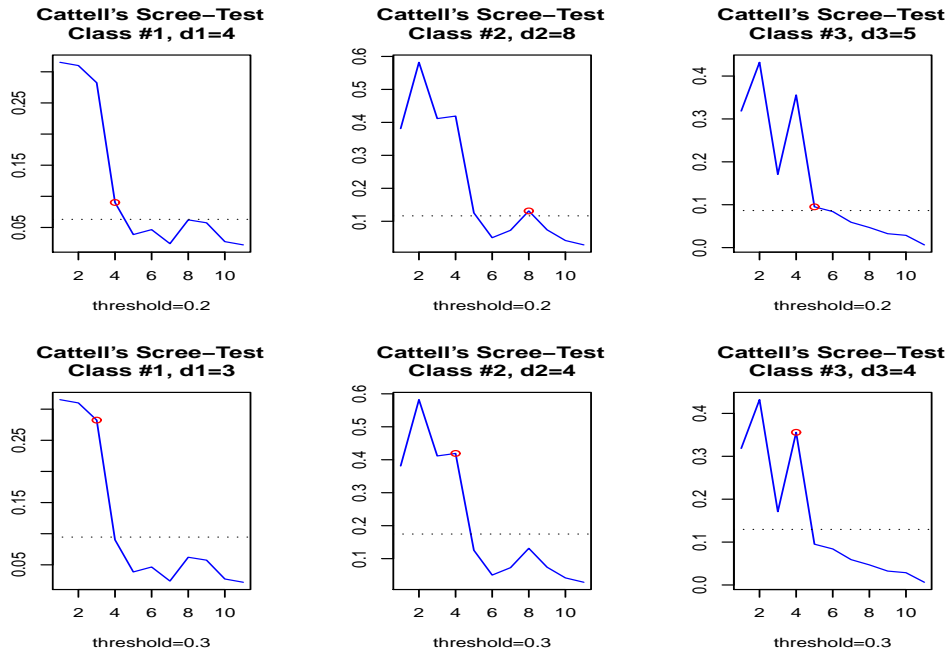 Cattell's Scree−Test
Class #1, d1=4
0.05 0.15 0.25
2 4 6 8 10
threshold=0.2
Cattell's Scree−Test
Class #2, d2=8
0.1 0.2 0.3 0.4 0.5 0.6
2 4 6 8 10
threshold=0.2
Cattell's Scree−Test
Class #3, d3=5
0.0 0.1 0.2 0.3 0.4
2 4 6 8 10
threshold=0.2
Cattell's Scree−Test
Class #1, d1=3
0.05 0.15 0.25
2 4 6 8 10
threshold=0.3
Cattell's Scree−Test
Class #2, d2=4
0.1 0.2 0.3 0.4 0.5 0.6
2 4 6 8 10
threshold=0.3
Cattell's Scree−Test
Class #3, d3=4
0.0 0.1 0.2 0.3 0.4
2 4 6 8 10
threshold=0.3